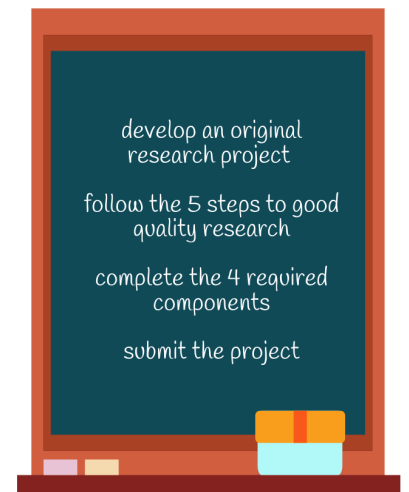 develop an original
research project
follow the 5 steps to good
quality research
complete the 4 required
components
submit the project